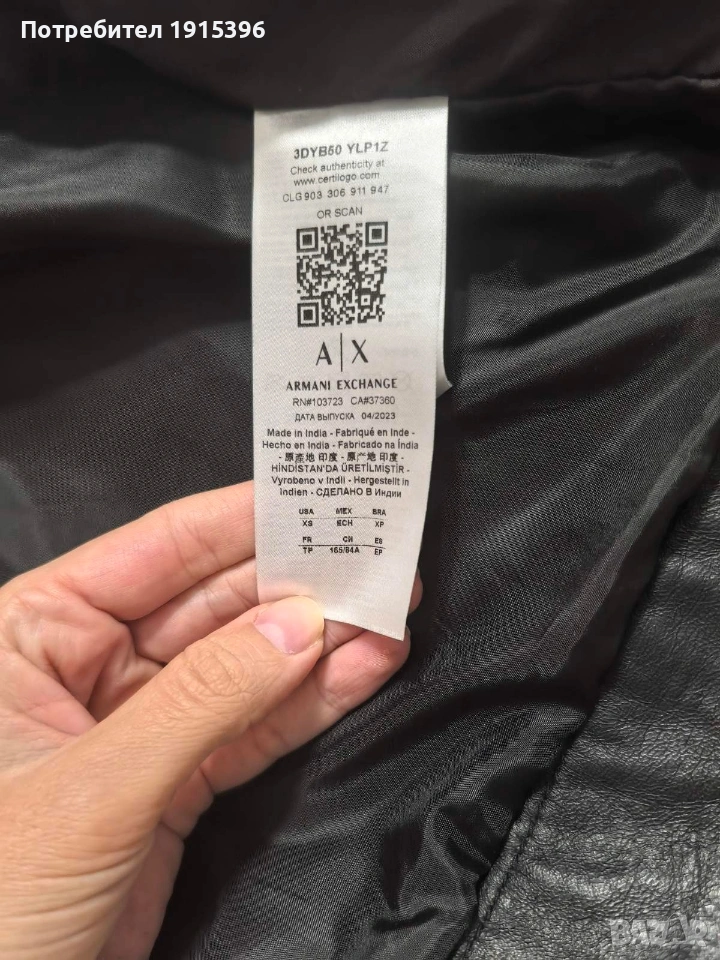 Потребител 1915396
3DYB50 YLP1Z
Check authenticity at
www.certilogo.com
CLG 903 306 911 947
OR SCAN
A|X
ARMANI EXCHANGE
RN#103723 CA#37360
ДАТА ВЫПУСКА 04/2023
Made in India - Fabriqué en Inde -
Hecho en India - Fabricado na Índia
- 原產地 印度 - 原产地 印度 -
HİNDİSTAN'DA ÜRETİLMİŞTİR -
Vyrobeno v Indii - Hergestellt in
Indien - СДЕЛАНО В Индии
USA MEX BRA
XS ECH XP
FR CH ES
TP 165/84A EP
BAZAR